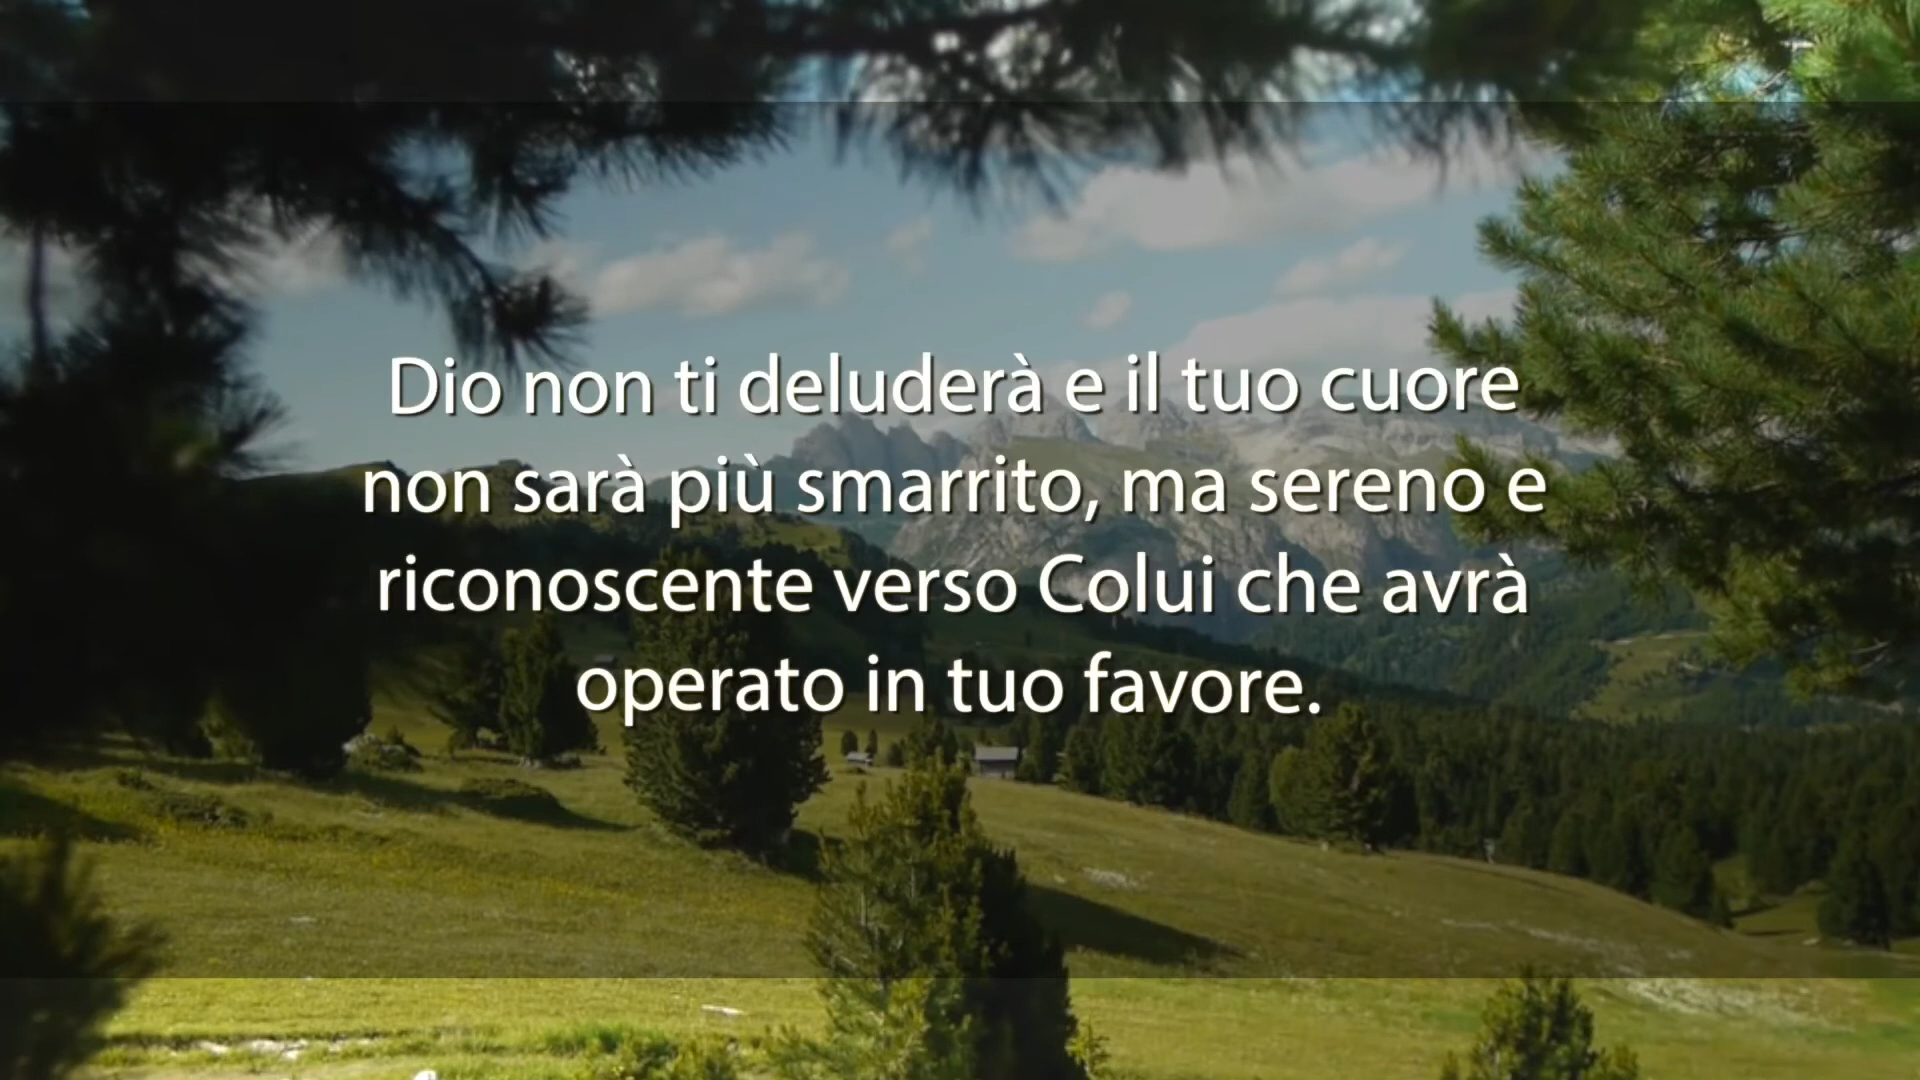 Dio non ti deluderà e il tuo cuore
non sarà più smarrito, ma sereno e
riconoscente verso Colui che avrà
operato in tuo favore.